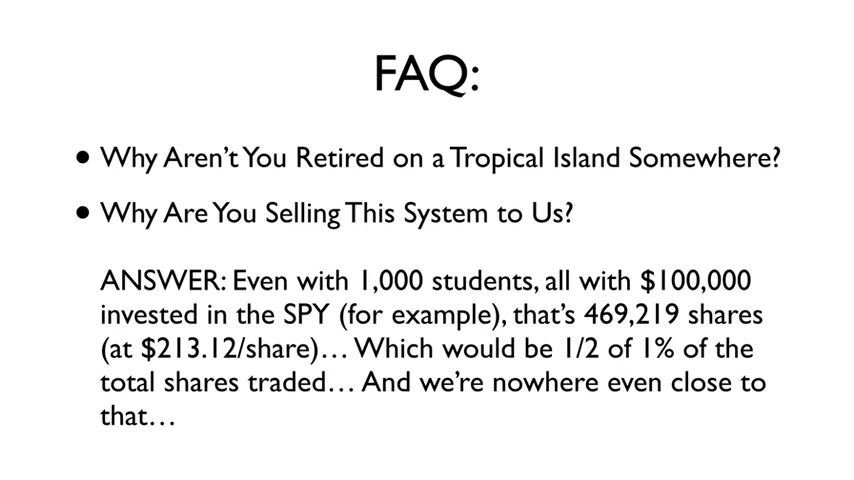 FAQ:
• Why Aren't You Retired on a Tropical Island Somewhere?
• Why Are You Selling This System to Us?
ANSWER: Even with 1,000 students, all with $100,000
invested in the SPY (for example), that's 469,219 shares
(at $213.12/share)… Which would be 1/2 of 1% of the
total shares traded… And we're nowhere even close to
that…